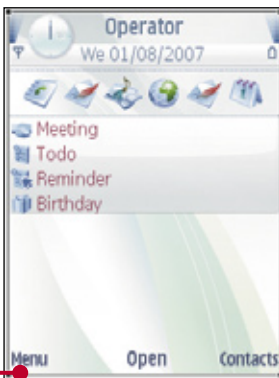 Operator
We 01/08/2007
Meeting
Todo
Reminder
Birthday
Menu Open Contacts